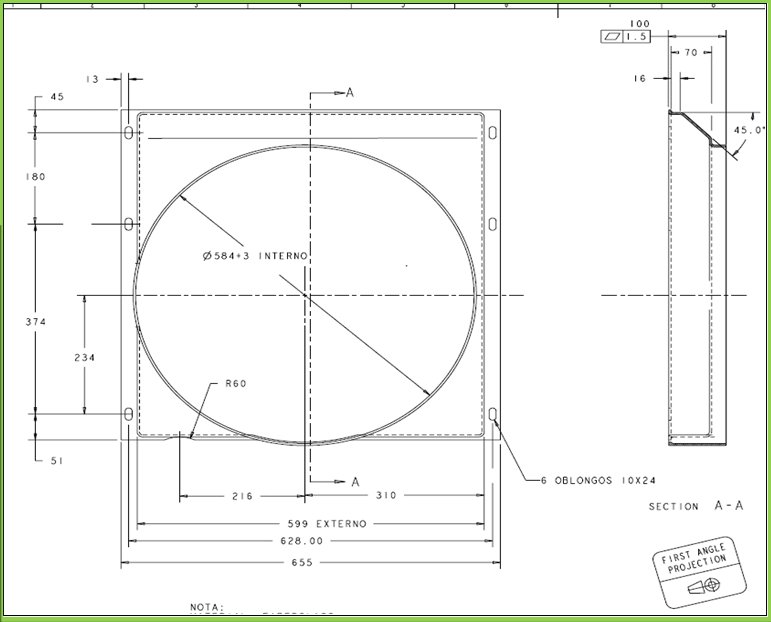 100
1.5
70
16
45.0°
13
A
45
180
Ø584+3 INTERNO
374
234
R60
51
A
6 OBLONGOS 10X24
216
310
599 EXTERNO
628.00
655
SECTION A-A
FIRST ANGLE
PROJECTION
NOTA: